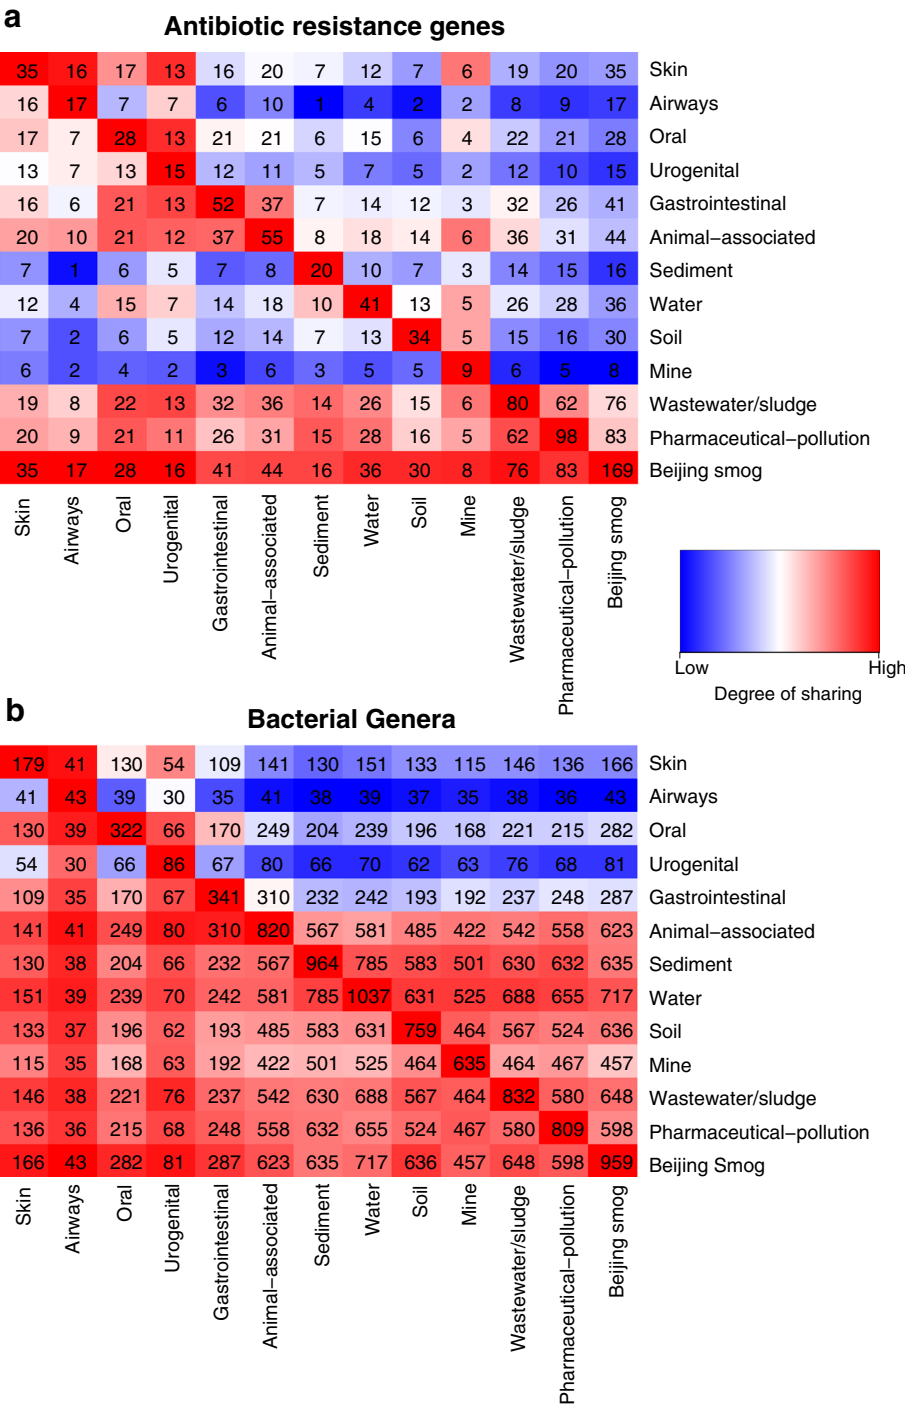 a
Antibiotic resistance genes
35 16 17 13 16 20 7 12 7 6 19 20 35 Skin
16 17 7 7 6 10 1 4 2 2 8 9 17 Airways
17 7 28 13 21 21 6 15 6 4 22 21 28 Oral
13 7 13 15 12 11 5 7 5 2 12 10 15 Urogenital
16 6 21 13 52 37 7 14 12 3 32 26 41 Gastrointestinal
20 10 21 12 37 55 8 18 14 6 36 31 44 Animal−associated
7 1 6 5 7 8 20 10 7 3 14 15 16 Sediment
12 4 15 7 14 18 10 41 13 5 26 28 36 Water
7 2 6 5 12 14 7 13 34 5 15 16 30 Soil
6 2 4 2 3 6 3 5 5 9 6 5 8 Mine
19 8 22 13 32 36 14 26 15 6 80 62 76 Wastewater/sludge
20 9 21 11 26 31 15 28 16 5 62 98 83 Pharmaceutical−pollution
35 17 28 16 41 44 16 36 30 8 76 83 169 Beijing smog
Skin
Airways
Oral
Urogenital
Gastrointestinal
Animal−associated
Sediment
Water
Soil
Mine
Wastewater/sludge
Pharmaceutical−pollution
Beijing smog
Low High
Degree of sharing
b
Bacterial Genera
179 41 130 54 109 141 130 151 133 115 146 136 166 Skin
41 43 39 30 35 41 38 39 37 35 38 36 43 Airways
130 39 322 66 170 249 204 239 196 168 221 215 282 Oral
54 30 66 86 67 80 66 70 62 63 76 68 81 Urogenital
109 35 170 67 341 310 232 242 193 192 237 248 287 Gastrointestinal
141 41 249 80 310 820 567 581 485 422 542 558 623 Animal−associated
130 38 204 66 232 567 964 785 583 501 630 632 635 Sediment
151 39 239 70 242 581 785 1037 631 525 688 655 717 Water
133 37 196 62 193 485 583 631 759 464 567 524 636 Soil
115 35 168 63 192 422 501 525 464 635 464 467 457 Mine
146 38 221 76 237 542 630 688 567 464 832 580 648 Wastewater/sludge
136 36 215 68 248 558 632 655 524 467 580 809 598 Pharmaceutical−pollution
166 43 282 81 287 623 635 717 636 457 648 598 959 Beijing Smog
Skin
Airways
Oral
Urogenital
Gastrointestinal
Animal−associated
Sediment
Water
Soil
Mine
Wastewater/sludge
Pharmaceutical−pollution
Beijing smog